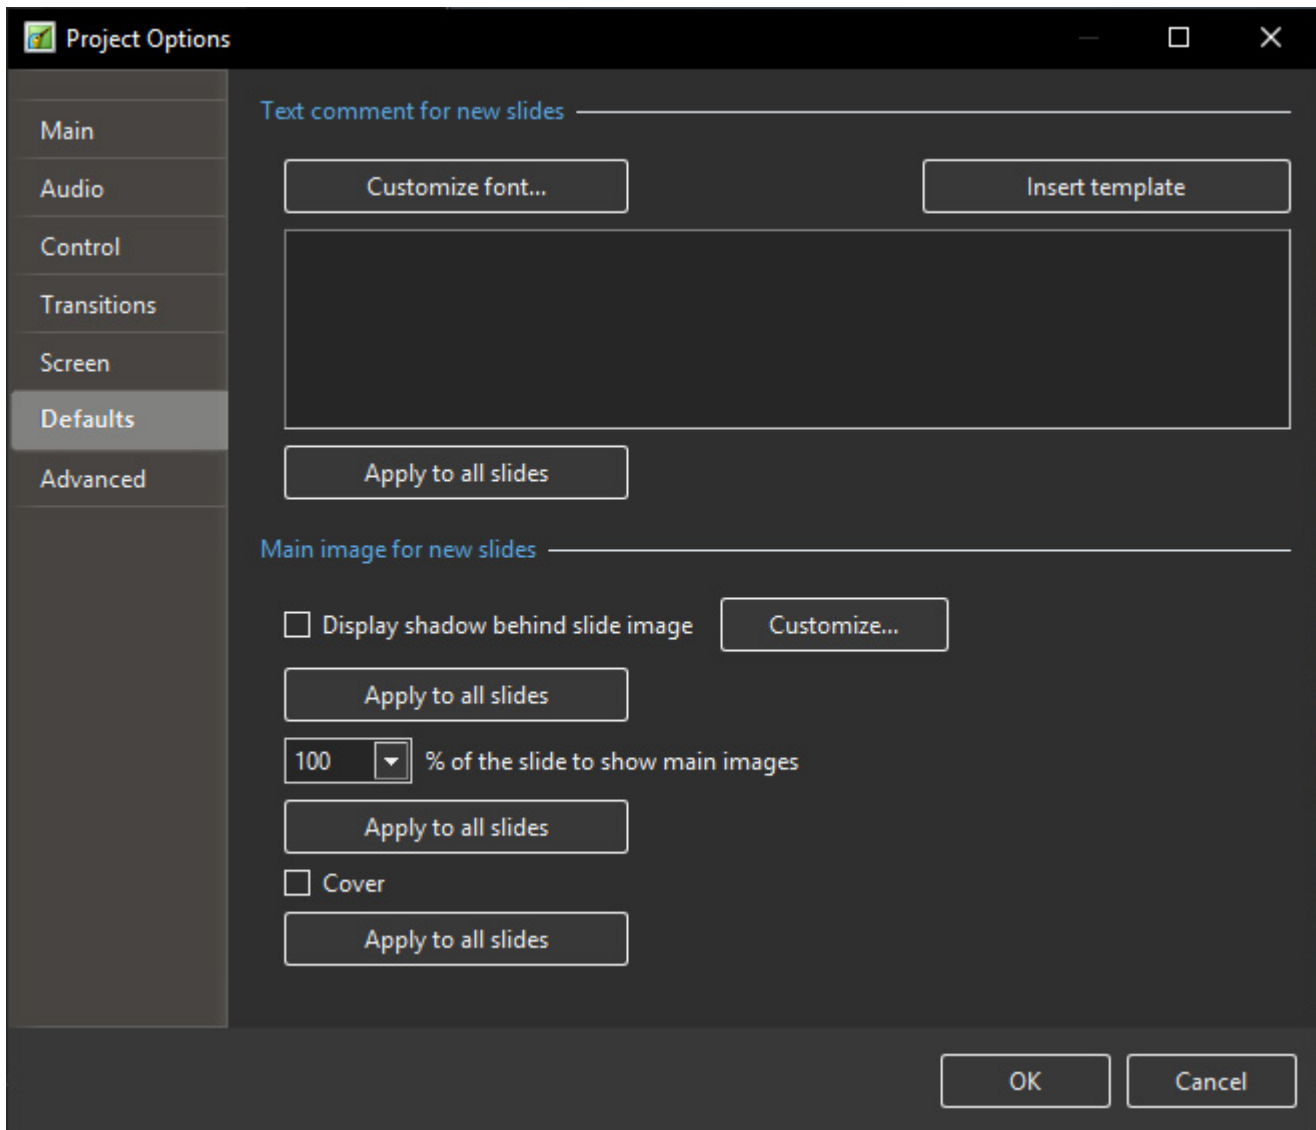 Project Options
Main
Audio
Control
Transitions
Screen
Defaults
Advanced
Text comment for new slides
Customize font... Insert template
Apply to all slides
Main image for new slides
Display shadow behind slide image Customize...
Apply to all slides
100 % of the slide to show main images
Apply to all slides
Cover
Apply to all slides
OK Cancel